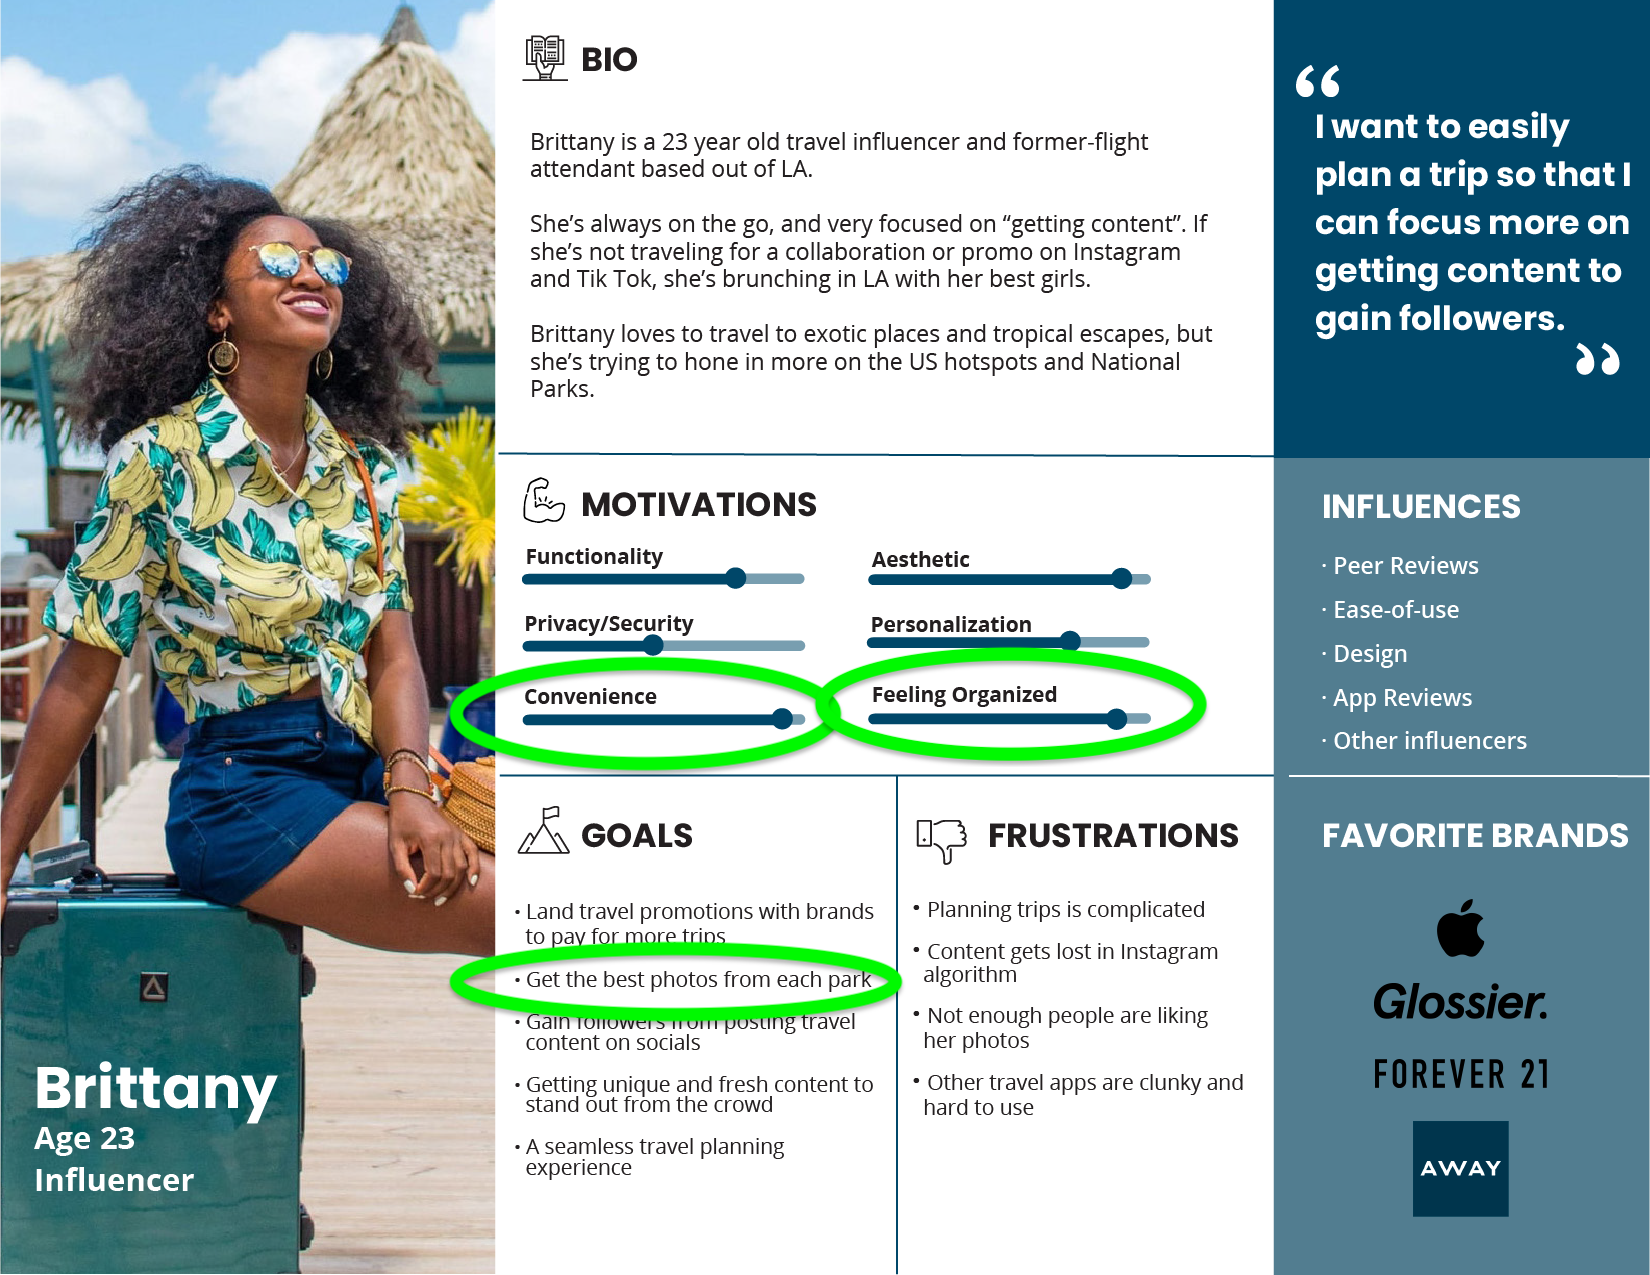 BIO
Brittany is a 23 year old travel influencer and former-flight
attendant based out of LA.
She’s always on the go, and very focused on “getting content”. If
she’s not traveling for a collaboration or promo on Instagram
and Tik Tok, she’s brunching in LA with her best girls.
Brittany loves to travel to exotic places and tropical escapes, but
she’s trying to hone in more on the US hotspots and National
Parks.
“
I want to easily
plan a trip so that I
can focus more on
getting content to
gain followers.
”
MOTIVATIONS
Functionality
Aesthetic
Privacy/Security
Personalization
Convenience
Feeling Organized
INFLUENCES
· Peer Reviews
· Ease-of-use
· Design
· App Reviews
· Other influencers
GOALS
• Land travel promotions with brands
to pay for more trips
• Get the best photos from each park
• Gain followers from posting travel
content on socials
• Getting unique and fresh content to
stand out from the crowd
• A seamless travel planning
experience
FRUSTRATIONS
• Planning trips is complicated
• Content gets lost in Instagram
algorithm
• Not enough people are liking
her photos
• Other travel apps are clunky and
hard to use
FAVORITE BRANDS
Glossier.
FOREVER 21
AWAY
Brittany
Age 23
Influencer